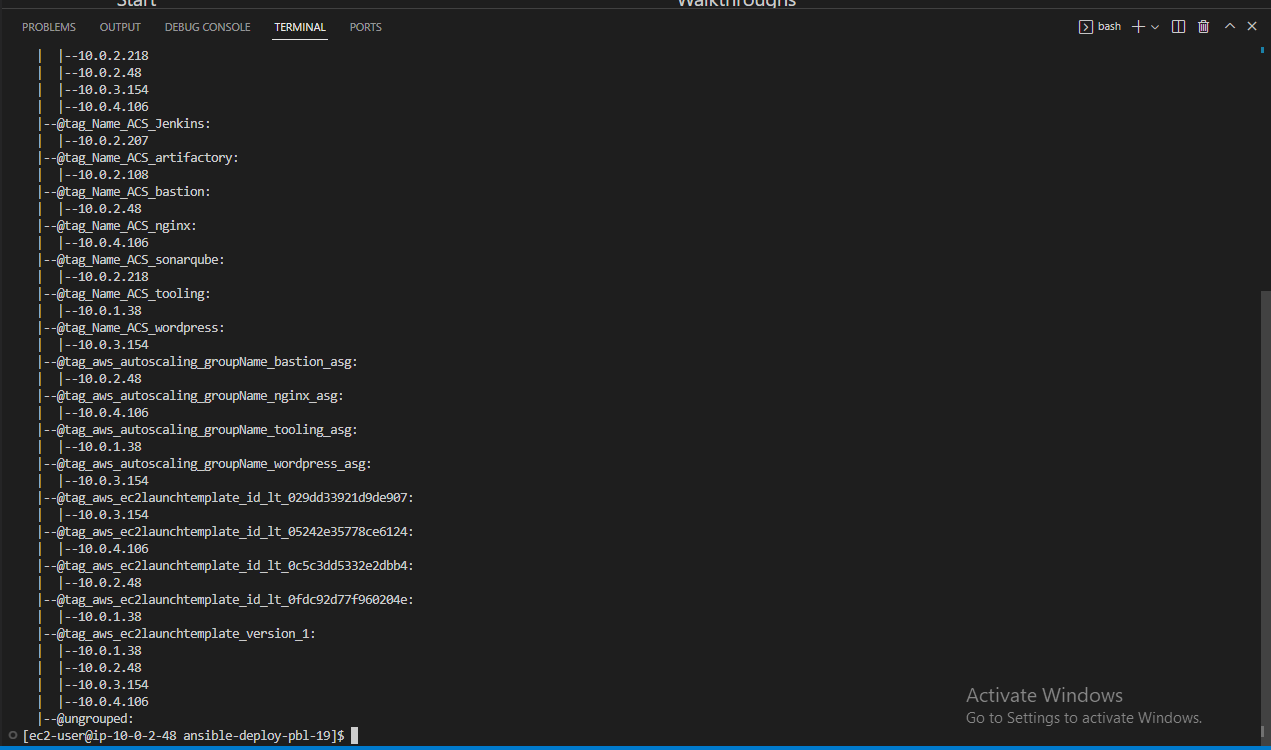 Start
Walkthroughs
PROBLEMS OUTPUT DEBUG CONSOLE TERMINAL PORTS bash
| |--10.0.2.218
| |--10.0.2.48
| |--10.0.3.154
| |--10.0.4.106
|--@tag_Name_ACS_Jenkins:
| |--10.0.2.207
|--@tag_Name_ACS_artifactory:
| |--10.0.2.108
|--@tag_Name_ACS_bastion:
| |--10.0.2.48
|--@tag_Name_ACS_nginx:
| |--10.0.4.106
|--@tag_Name_ACS_sonarqube:
| |--10.0.2.218
|--@tag_Name_ACS_tooling:
| |--10.0.1.38
|--@tag_Name_ACS_wordpress:
| |--10.0.3.154
|--@tag_aws_autoscaling_groupName_bastion_asg:
| |--10.0.2.48
|--@tag_aws_autoscaling_groupName_nginx_asg:
| |--10.0.4.106
|--@tag_aws_autoscaling_groupName_tooling_asg:
| |--10.0.1.38
|--@tag_aws_autoscaling_groupName_wordpress_asg:
| |--10.0.3.154
|--@tag_aws_ec2launchtemplate_id_lt_029dd33921d9de907:
| |--10.0.3.154
|--@tag_aws_ec2launchtemplate_id_lt_05242e35778ce6124:
| |--10.0.4.106
|--@tag_aws_ec2launchtemplate_id_lt_0c5c3dd5332e2dbb4:
| |--10.0.2.48
|--@tag_aws_ec2launchtemplate_id_lt_0fdc92d77f960204e:
| |--10.0.1.38
|--@tag_aws_ec2launchtemplate_version_1:
| |--10.0.1.38
| |--10.0.2.48
| |--10.0.3.154
| |--10.0.4.106
|--@ungrouped:
[ec2-user@ip-10-0-2-48 ansible-deploy-pbl-19]$
Activate Windows
Go to Settings to activate Windows.